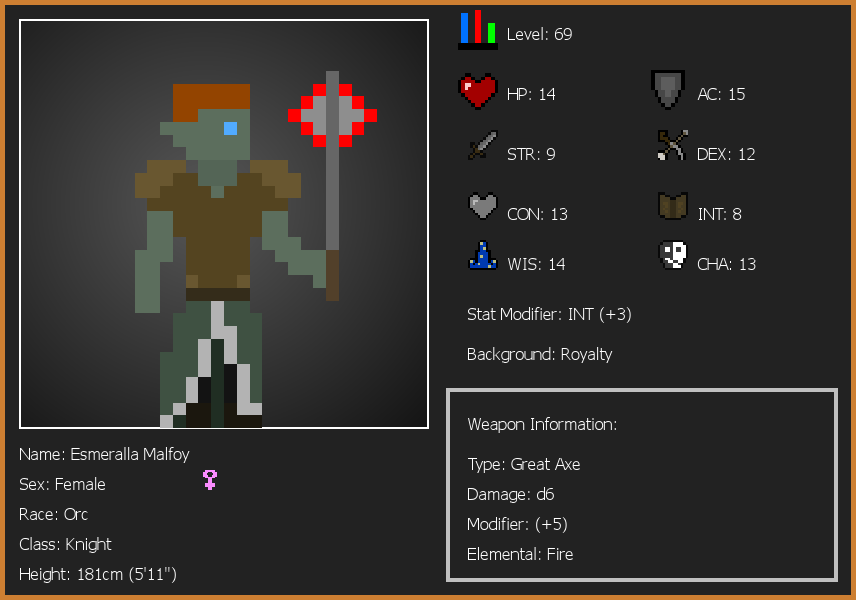 Level: 69
HP: 14
AC: 15
STR: 9
DEX: 12
CON: 13
INT: 8
WIS: 14
CHA: 13
Stat Modifier: INT (+3)
Background: Royalty
Weapon Information:
Type: Great Axe
Damage: d6
Modifier: (+5)
Elemental: Fire
Name: Esmeralla Malfoy
Sex: Female
Race: Orc
Class: Knight
Height: 181cm (5'11")